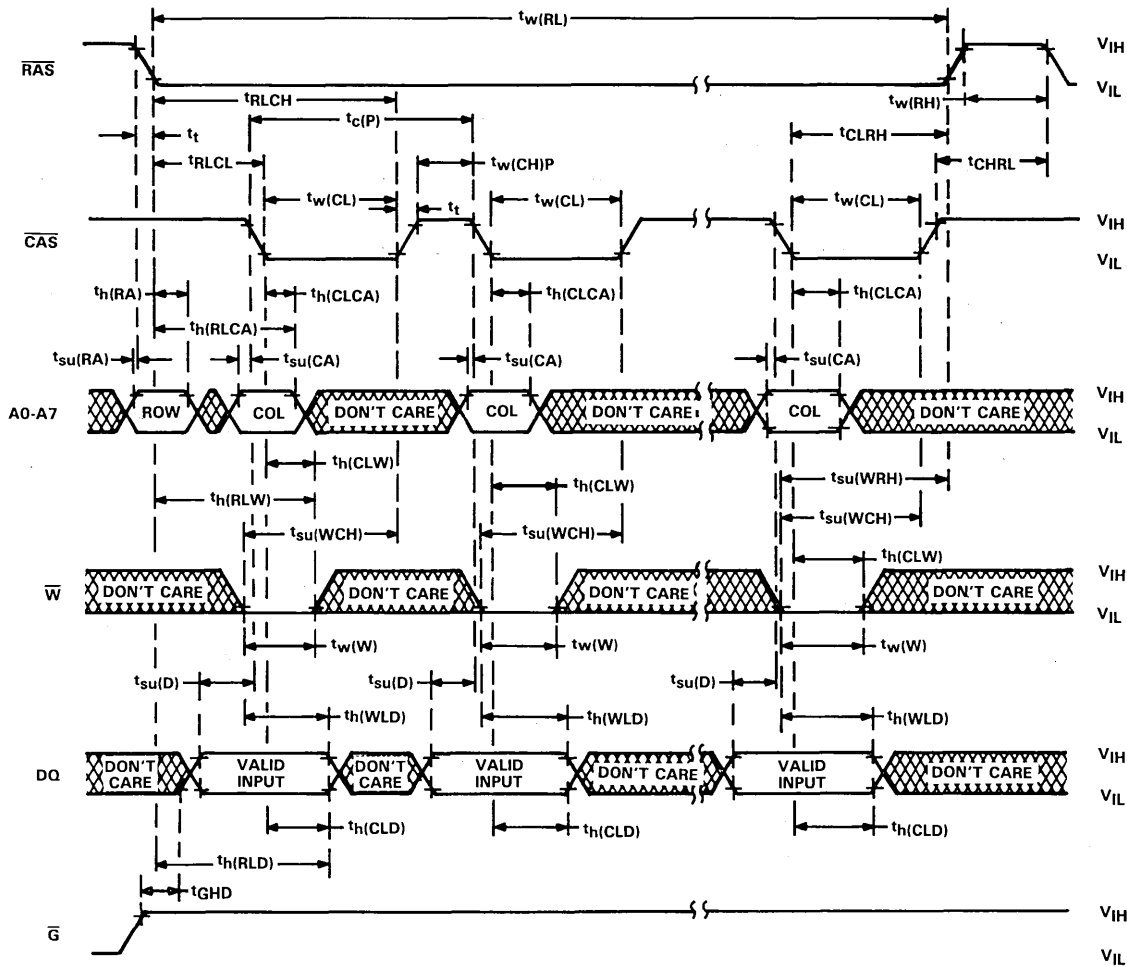 tw(RL)
VIH
RAS
VIL
tRLCH
tw(RH)
tc(P)
tCLRH
tt
tRLCL
tw(CH)P
tCHRL
tw(CL)
tt
tw(CL)
tw(CL)
VIH
CAS
VIL
th(RA)
th(CLCA)
th(CLCA)
th(CLCA)
th(RLCA)
tsu(RA)
tsu(CA)
tsu(CA)
tsu(CA)
VIH
A0-A7
ROW
COL
DON'T CARE
COL
DON'T CARE
COL
DON'T CARE
VIL
th(CLW)
th(CLW)
tsu(WRH)
th(RLW)
tsu(WCH)
tsu(WCH)
tsu(WCH)
th(CLW)
VIH
W
DON'T CARE
DON'T CARE
DON'T CARE
DON'T CARE
VIL
tw(W)
tw(W)
tw(W)
tsu(D)
tsu(D)
tsu(D)
th(WLD)
th(WLD)
th(WLD)
VIH
DQ
DON'T CARE
VALID INPUT
DON'T CARE
VALID INPUT
DON'T CARE
VALID INPUT
DON'T CARE
VIL
th(CLD)
th(CLD)
th(CLD)
th(RLD)
tGHD
VIH
G
VIL